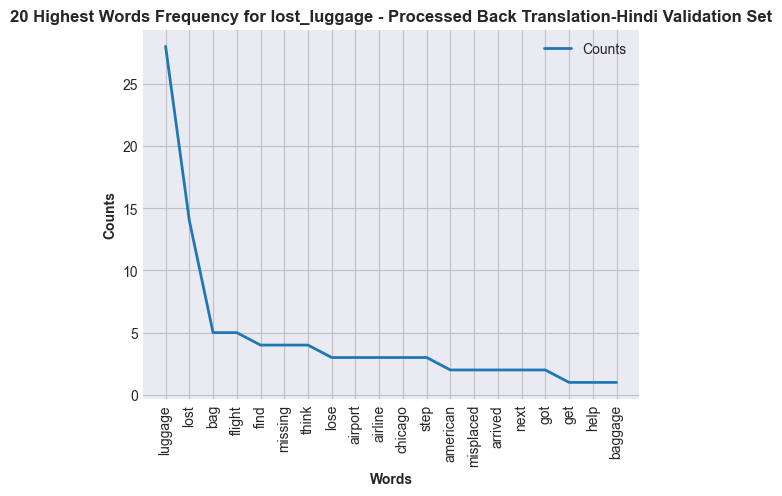 20 Highest Words Frequency for lost_luggage - Processed Back Translation-Hindi Validation Set
Counts
25
20
15
10
5
0
Counts
luggage
lost
bag
flight
find
missing
think
lose
airport
airline
chicago
step
american
misplaced
arrived
next
got
get
help
baggage
Words